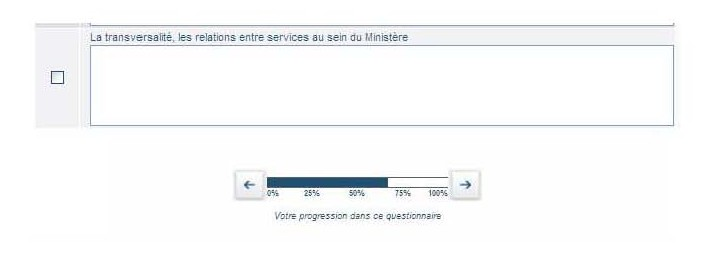 La transversalité, les relations entre services au sein du Ministère
0% 25% 50% 75% 100%
Votre progression dans ce questionnaire